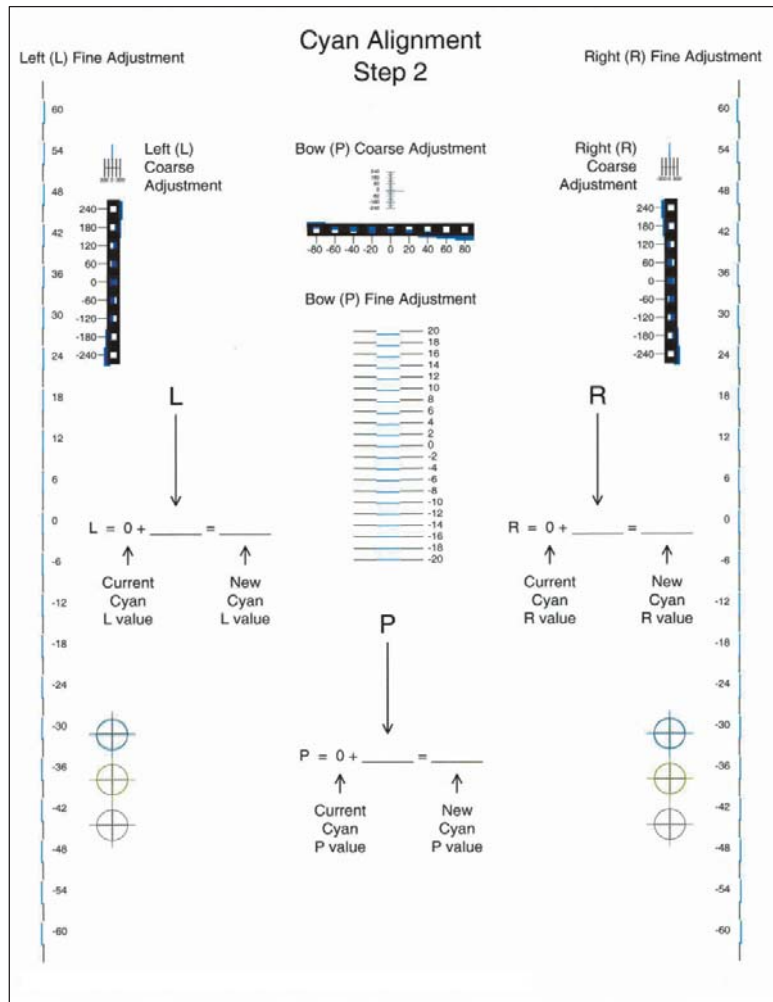 Cyan Alignment
Step 2
Left (L) Fine Adjustment
Right (R) Fine Adjustment
60
54
48
42
36
30
24
18
12
6
0
-6
-12
-18
-24
-30
-36
-42
-48
-54
-60
Left (L)
Coarse
Adjustment
240
180
120
60
0
-60
-120
-180
-240
Bow (P) Coarse Adjustment
-80 -60 -40 -20 0 20 40 60 80
Bow (P) Fine Adjustment
20
18
16
14
12
10
8
6
4
2
0
-2
-4
-6
-8
-10
-12
-14
-16
-18
-20
Right (R)
Coarse
Adjustment
240
180
120
60
0
-60
-120
-180
-240
L
L = 0 + ______ = ______
Current
Cyan
L value
New
Cyan
L value
P
P = 0 + ______ = ______
Current
Cyan
P value
New
Cyan
P value
R
R = 0 + ______ = ______
Current
Cyan
R value
New
Cyan
R value
60
54
48
42
36
30
24
18
12
6
0
-6
-12
-18
-24
-30
-36
-42
-48
-54
-60